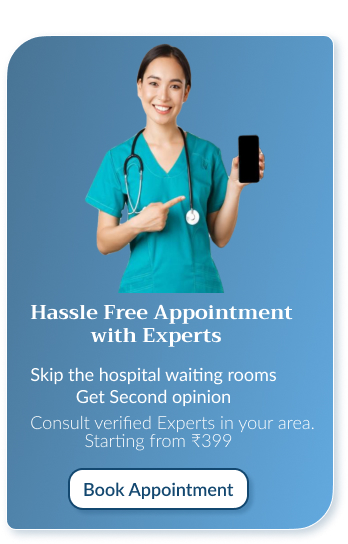 Hassle Free Appointment
with Experts
Skip the hospital waiting rooms
Get Second opinion
Consult verified Experts in your area.
Starting from ₹399
Book Appointment